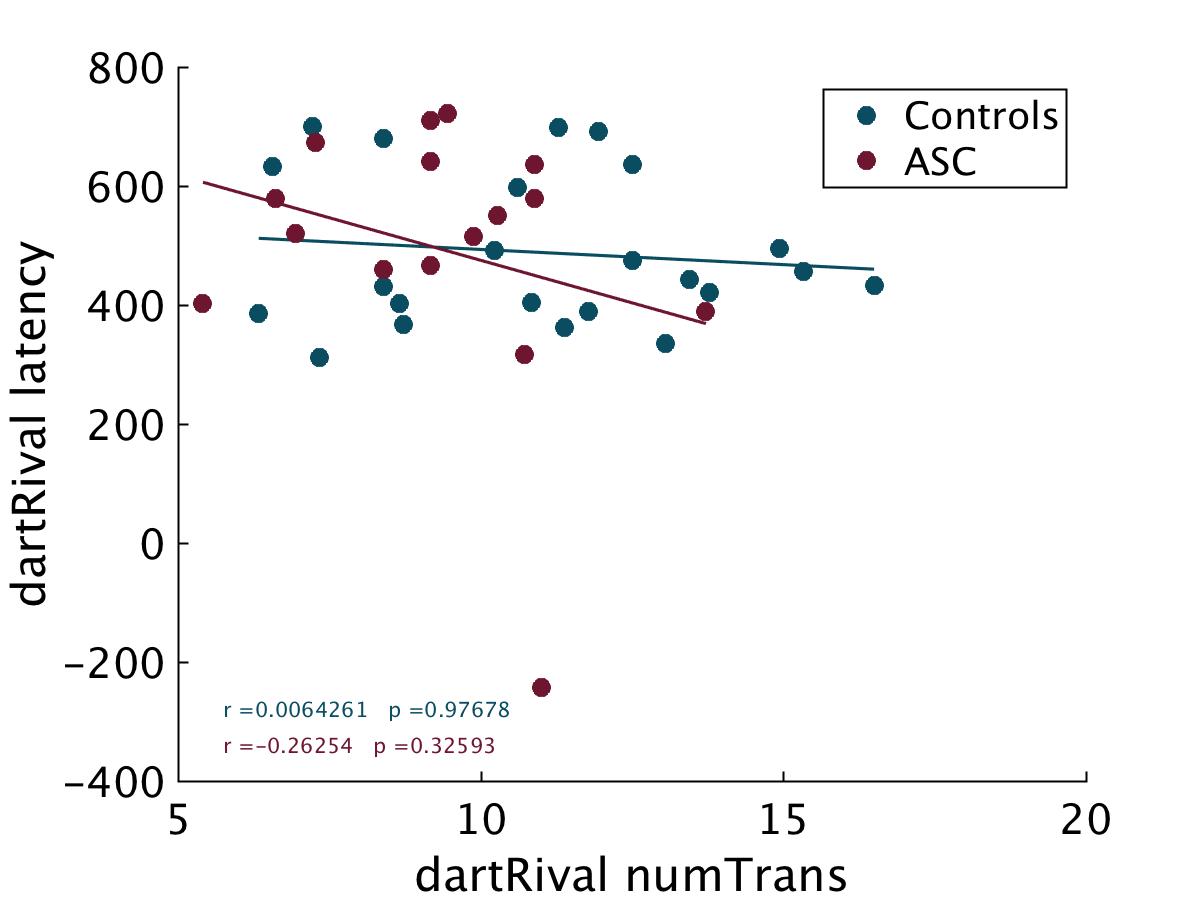 800
600
400
200
0
−200
−400
5
10
15
20
dartRival latency
dartRival numTrans
Controls
ASC
r =0.0064261 p =0.97678
r =−0.26254 p =0.32593